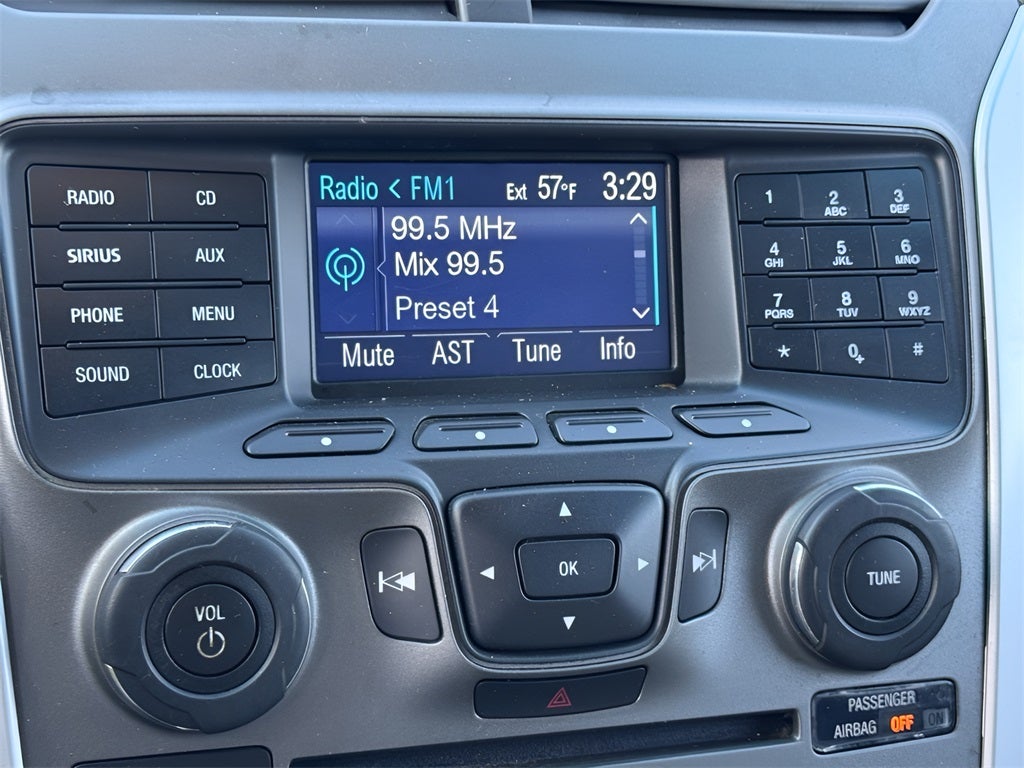 RADIO
CD
SIRIUS
AUX
PHONE
MENU
SOUND
CLOCK
Radio < FM1 Ext 57°F 3:29
99.5 MHz
Mix 99.5
Preset 4
Mute AST Tune Info
1
2
ABC
3
DEF
4
GHI
5
JKL
6
MNO
7
PQRS
8
TUV
9
WXYZ
*
0+
#
VOL
OK
TUNE
PASSENGER
AIRBAG OFF ON